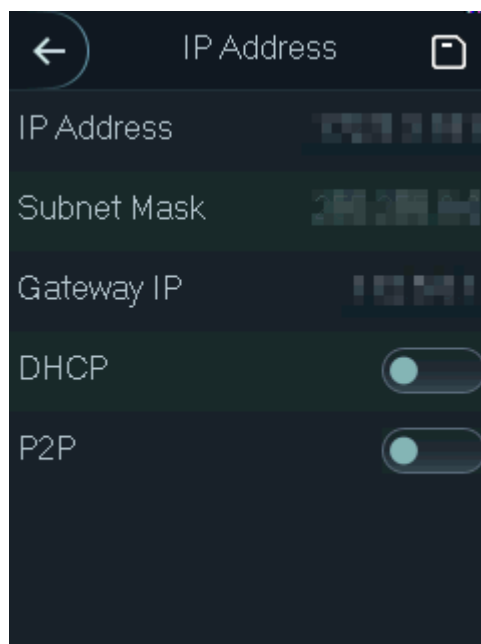 IP Address
IP Address
Subnet Mask
Gateway IP
DHCP
P2P